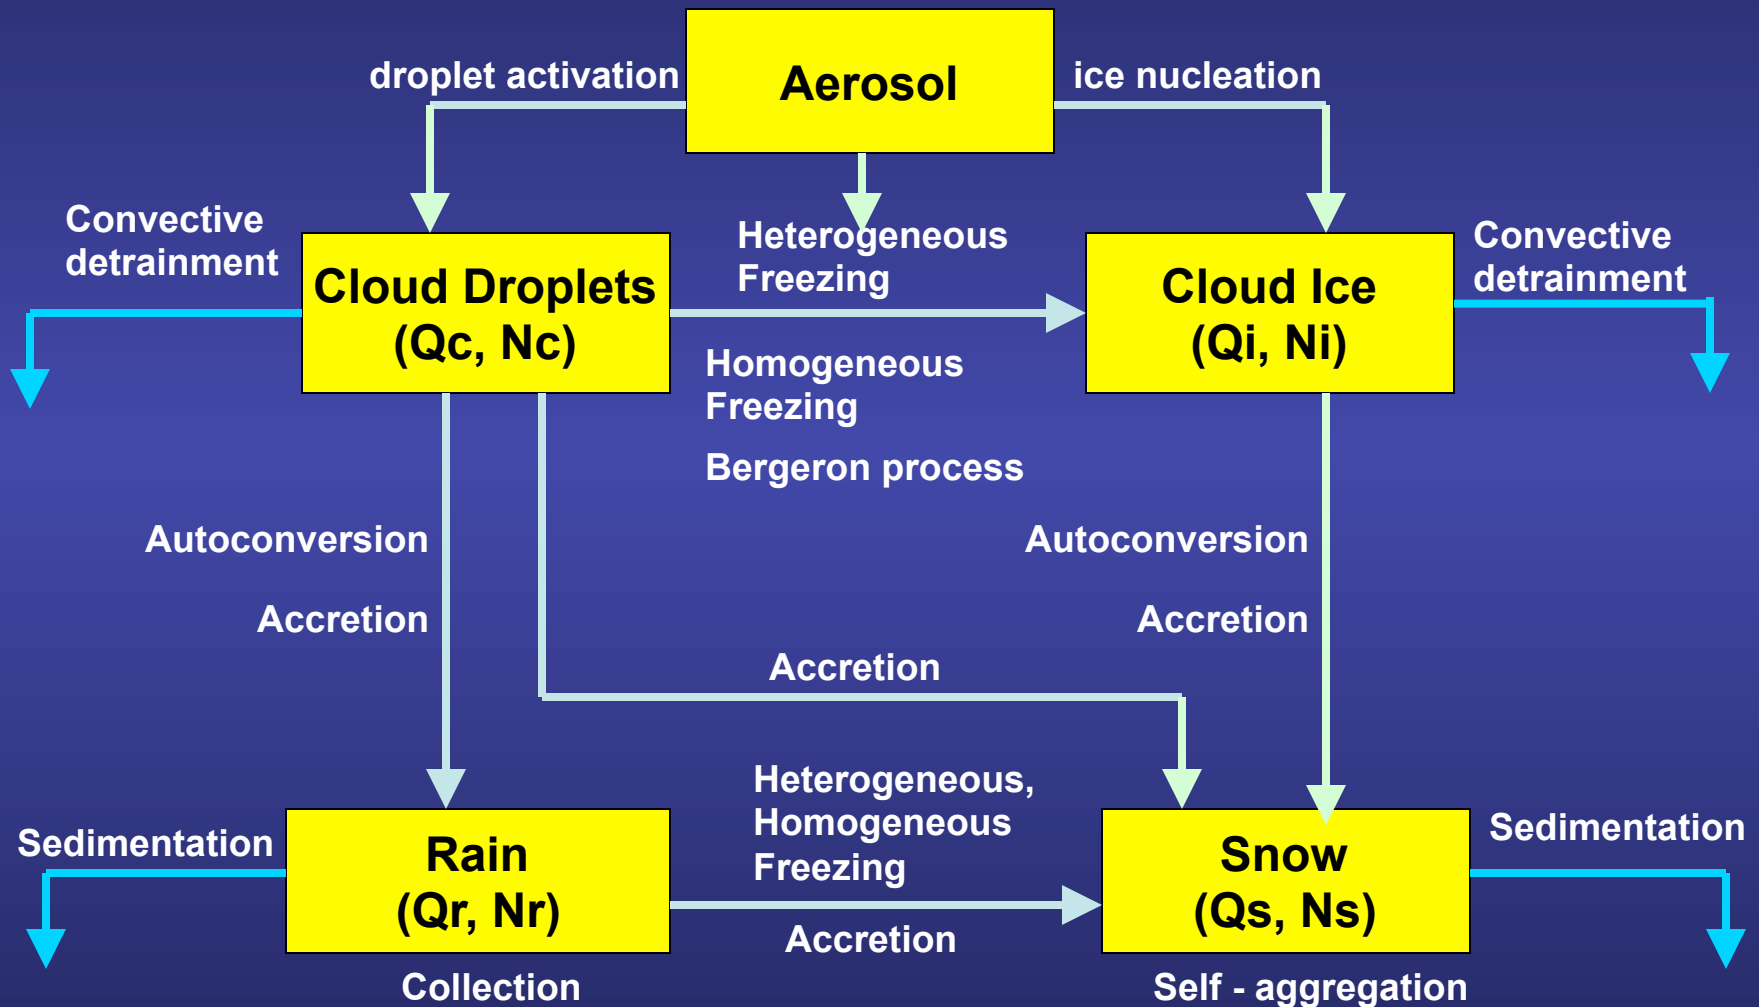 Aerosol
droplet activation
ice nucleation
Convective
detrainment
Cloud Droplets
(Qc, Nc)
Heterogeneous
Freezing
Homogeneous
Freezing
Bergeron process
Cloud Ice
(Qi, Ni)
Convective
detrainment
Autoconversion
Accretion
Autoconversion
Accretion
Accretion
Sedimentation
Rain
(Qr, Nr)
Collection
Heterogeneous,
Homogeneous
Freezing
Accretion
Snow
(Qs, Ns)
Self - aggregation
Sedimentation